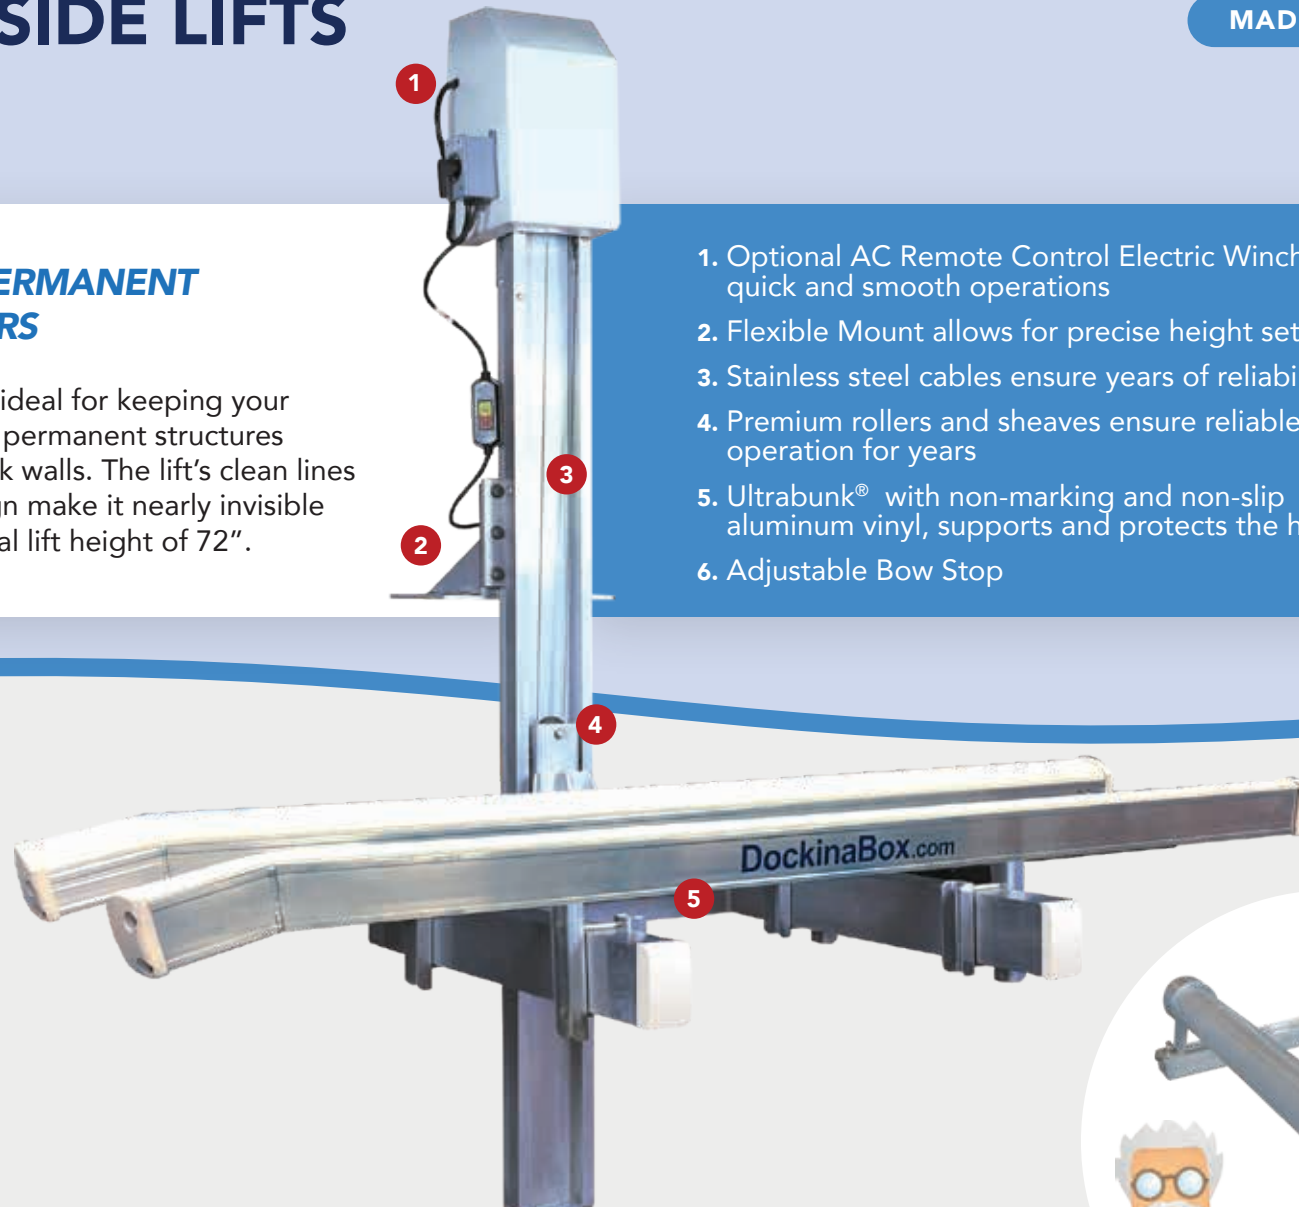 SIDE LIFTS
MAD
1
ERMANENT
RS
ideal for keeping your
permanent structures
k walls. The lift's clean lines
gn make it nearly invisible
al lift height of 72".
1. Optional AC Remote Control Electric Winch
quick and smooth operations
2. Flexible Mount allows for precise height set
3. Stainless steel cables ensure years of reliabi
4. Premium rollers and sheaves ensure reliable
operation for years
5. Ultrabunk® with non-marking and non-slip
aluminum vinyl, supports and protects the h
6. Adjustable Bow Stop
3
2
4
DockinaBox.com
5